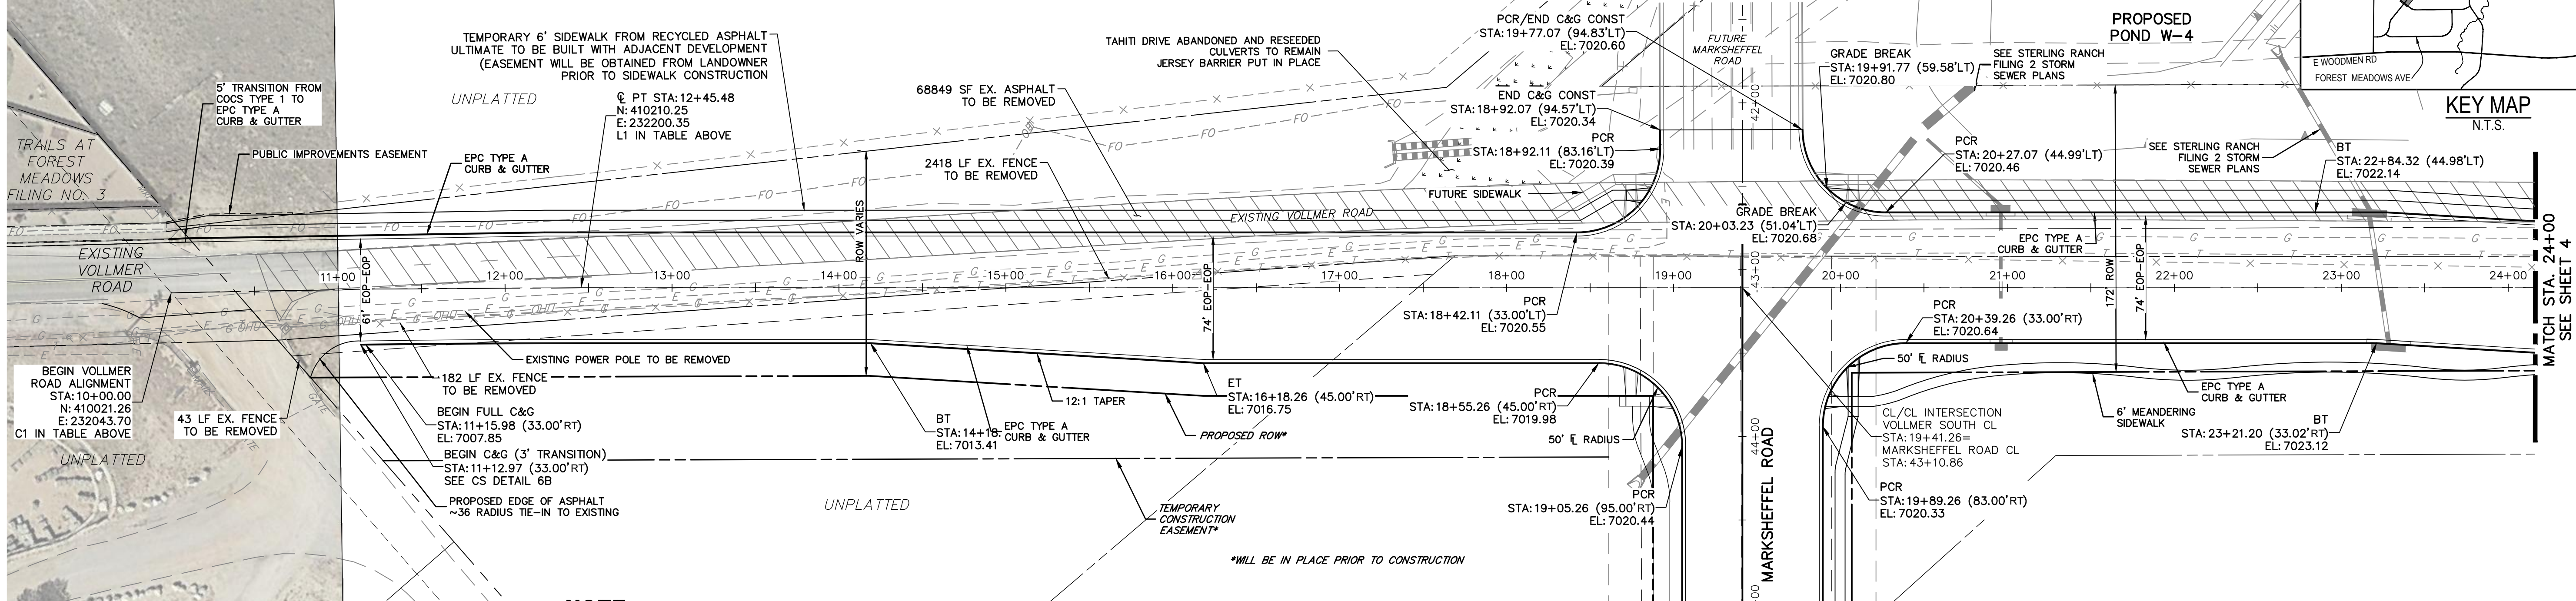 TRAILS AT
FOREST
MEADOWS
FILING NO. 3
5' TRANSITION FROM
COCS TYPE 1 TO
EPC TYPE A
CURB & GUTTER
PUBLIC IMPROVEMENTS EASEMENT
UNPLATTED
TEMPORARY 6' SIDEWALK FROM RECYCLED ASPHALT
ULTIMATE TO BE BUILT WITH ADJACENT DEVELOPMENT
(EASEMENT WILL BE OBTAINED FROM LANDOWNER
PRIOR TO SIDEWALK CONSTRUCTION
EPC TYPE A
CURB & GUTTER
℄ PT STA:12+45.48
N: 410210.25
E: 232200.35
L1 IN TABLE ABOVE
68849 SF EX. ASPHALT
TO BE REMOVED
2418 LF EX. FENCE
TO BE REMOVED
TAHITI DRIVE ABANDONED AND RESEEDED
CULVERTS TO REMAIN
JERSEY BARRIER PUT IN PLACE
PCR/END C&G CONST
STA:19+77.07 (94.83'LT)
EL: 7020.60
END C&G CONST
STA:18+92.07 (94.57'LT)
EL: 7020.34
PCR
STA:18+92.11 (83.16'LT)
EL: 7020.39
FUTURE SIDEWALK
FUTURE
MARKSHEFFEL
ROAD
GRADE BREAK
STA:19+91.77 (59.58'LT)
EL: 7020.80
SEE STERLING RANCH
FILING 2 STORM
SEWER PLANS
PROPOSED
POND W-4
E WOODMEN RD
FOREST MEADOWS AVE
KEY MAP
N.T.S.
PCR
STA:20+27.07 (44.99'LT)
EL: 7020.46
SEE STERLING RANCH
FILING 2 STORM
SEWER PLANS
BT
STA:22+84.32 (44.98'LT)
EL: 7022.14
GRADE BREAK
STA:20+03.23 (51.04'LT)
EL: 7020.68
EPC TYPE A
CURB & GUTTER
EXISTING VOLLMER ROAD
ROW VARIES
EXISTING
VOLLMER
ROAD
11+00
12+00
13+00
14+00
15+00
16+00
17+00
18+00
19+00
20+00
21+00
22+00
23+00
24+00
42+00
43+00
44+00
61' EOP-EOP
74' EOP-EOP
172' ROW
74' EOP-EOP
MATCH STA. 24+00
SEE SHEET 4
PCR
STA:18+42.11 (33.00'LT)
EL: 7020.55
PCR
STA:20+39.26 (33.00'RT)
EL: 7020.64
50' ℄ RADIUS
BEGIN VOLLMER
ROAD ALIGNMENT
STA:10+00.00
N: 410021.26
E: 232043.70
C1 IN TABLE ABOVE
UNPLATTED
43 LF EX. FENCE
TO BE REMOVED
GATE
EXISTING POWER POLE TO BE REMOVED
182 LF EX. FENCE
TO BE REMOVED
BEGIN FULL C&G
STA:11+15.98 (33.00'RT)
EL: 7007.85
BEGIN C&G (3' TRANSITION)
STA:11+12.97 (33.00'RT)
SEE CS DETAIL 6B
PROPOSED EDGE OF ASPHALT
~36 RADIUS TIE-IN TO EXISTING
BT
STA:14+18
EL: 7013.41
EPC TYPE A
CURB & GUTTER
12:1 TAPER
PROPOSED ROW*
ET
STA:16+18.26 (45.00'RT)
EL: 7016.75
PCR
STA:18+55.26 (45.00'RT)
EL: 7019.98
50' ℄ RADIUS
PCR
STA:19+05.26 (95.00'RT)
EL: 7020.44
UNPLATTED
TEMPORARY
CONSTRUCTION
EASEMENT*
*WILL BE IN PLACE PRIOR TO CONSTRUCTION
MARKSHEFFEL ROAD
CL/CL INTERSECTION
VOLLMER SOUTH CL
STA: 19+41.26=
MARKSHEFFEL ROAD CL
STA: 43+10.86
PCR
STA:19+89.26 (83.00'RT)
EL: 7020.33
6' MEANDERING
SIDEWALK
EPC TYPE A
CURB & GUTTER
BT
STA:23+21.20 (33.02'RT)
EL: 7023.12